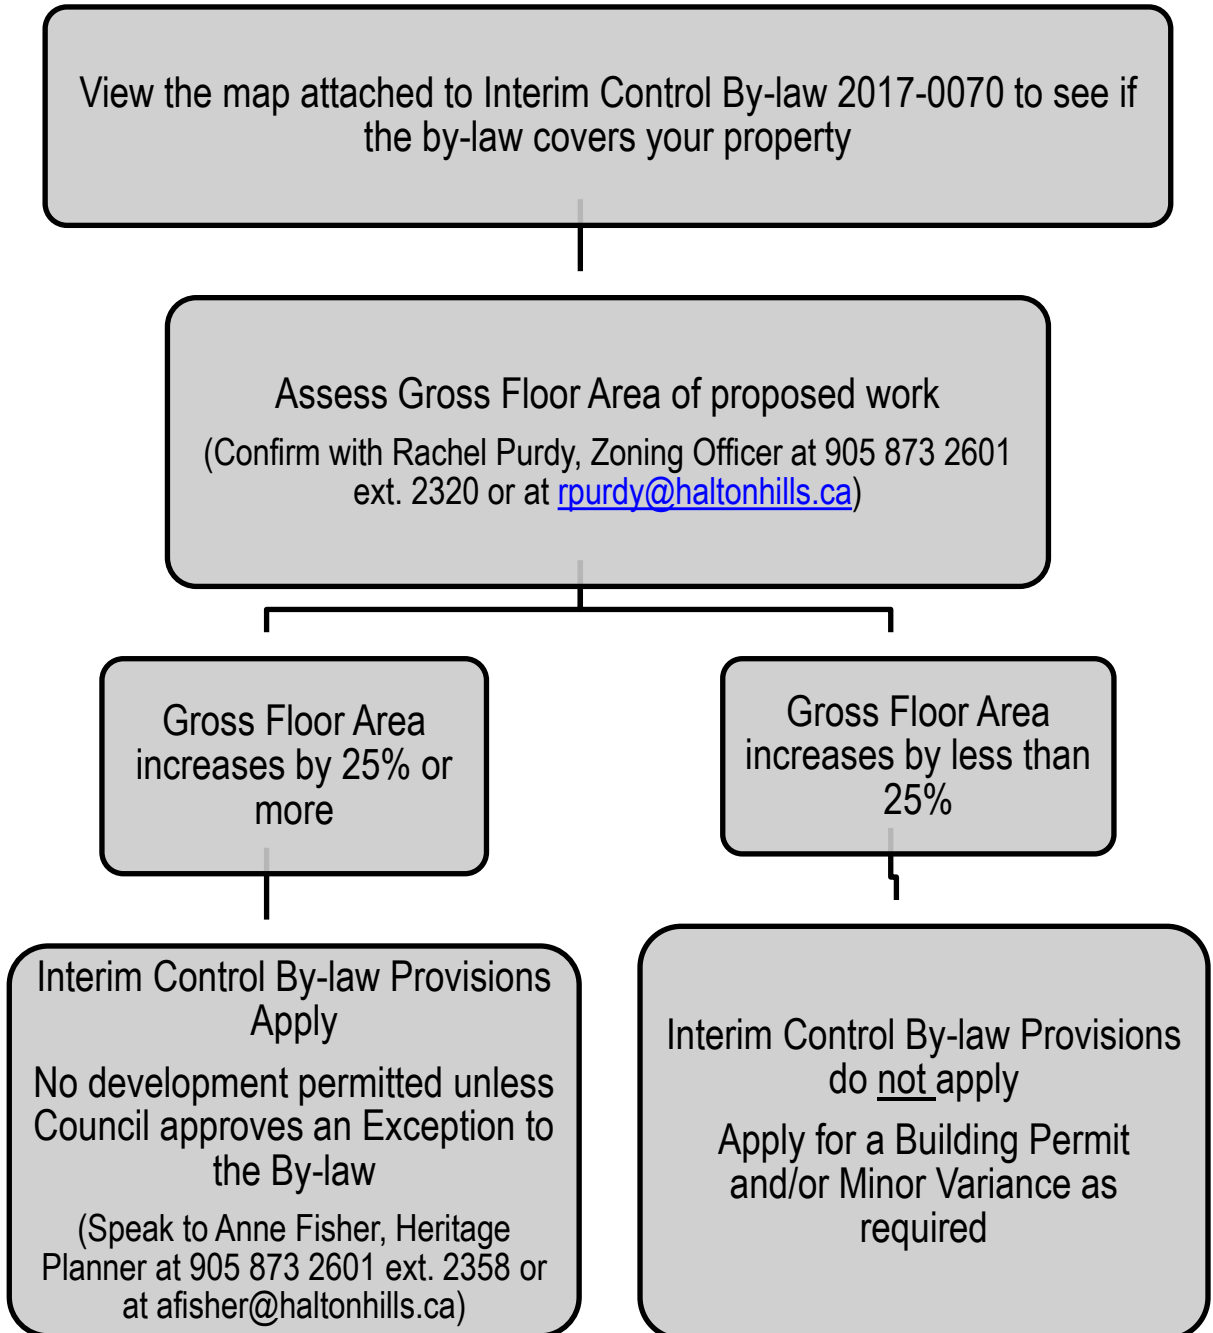 View the map attached to Interim Control By-law 2017-0070 to see if
the by-law covers your property
Assess Gross Floor Area of proposed work
(Confirm with Rachel Purdy, Zoning Officer at 905 873 2601
ext. 2320 or at rpurdy@haltonhills.ca)
Gross Floor Area
increases by 25% or
more
Gross Floor Area
increases by less than
25%
Interim Control By-law Provisions
Apply
No development permitted unless
Council approves an Exception to
the By-law
(Speak to Anne Fisher, Heritage
Planner at 905 873 2601 ext. 2358 or
at afisher@haltonhills.ca)
Interim Control By-law Provisions
do not apply
Apply for a Building Permit
and/or Minor Variance as
required